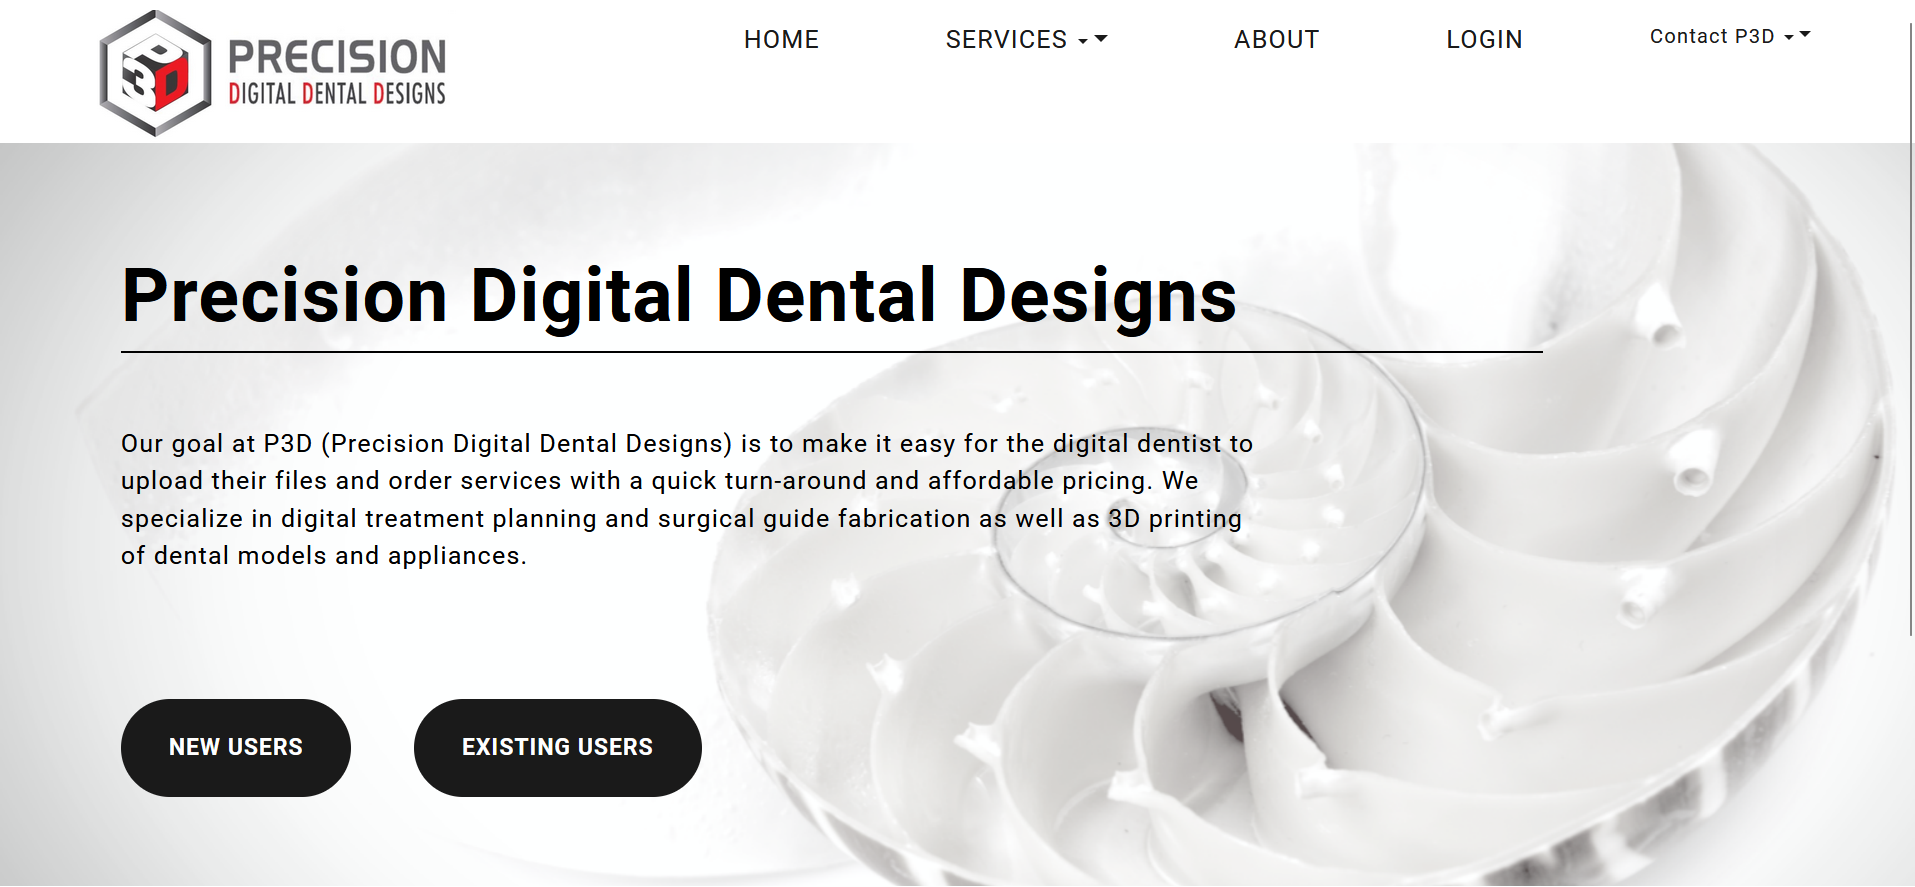 P3D
PRECISION
DIGITAL DENTAL DESIGNS
HOME
SERVICES
ABOUT
LOGIN
Contact P3D
Precision Digital Dental Designs
Our goal at P3D (Precision Digital Dental Designs) is to make it easy for the digital dentist to
upload their files and order services with a quick turn-around and affordable pricing. We
specialize in digital treatment planning and surgical guide fabrication as well as 3D printing
of dental models and appliances.
NEW USERS
EXISTING USERS